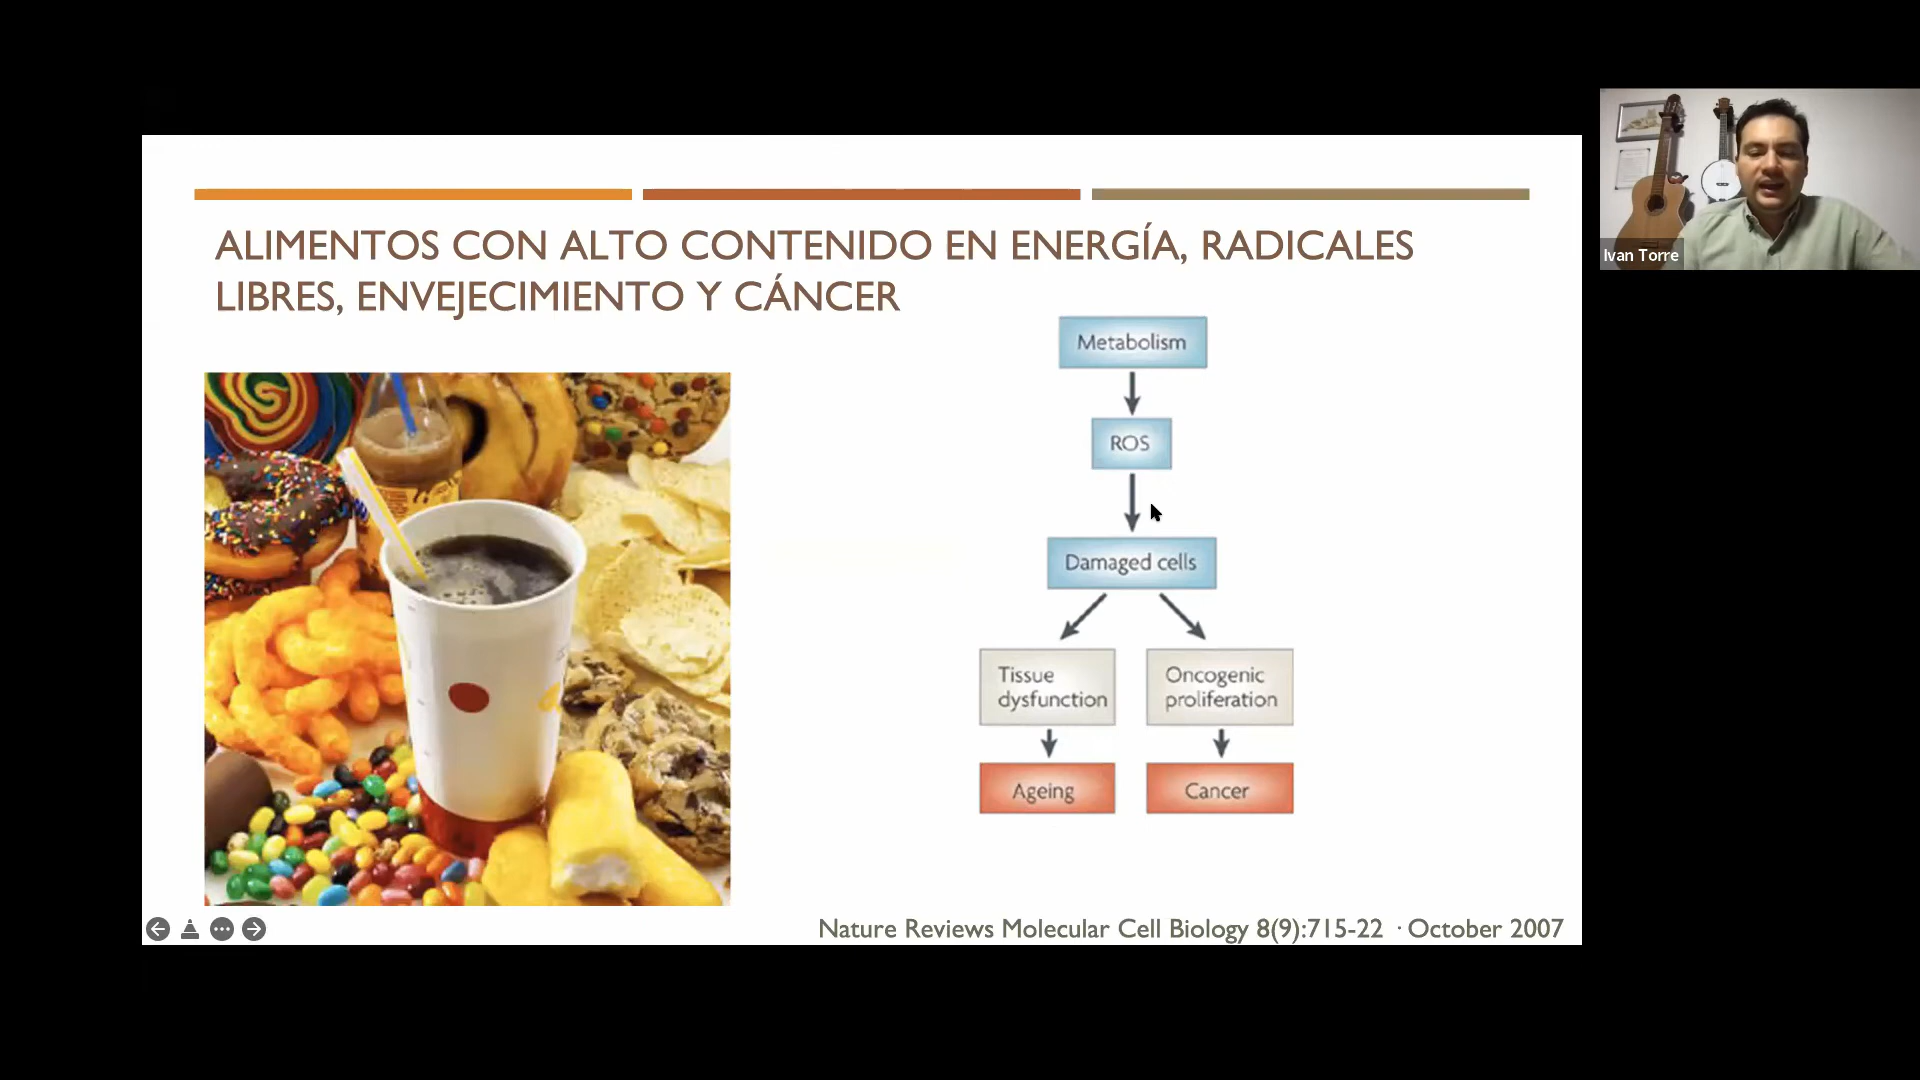 ALIMENTOS CON ALTO CONTENIDO EN ENERGÍA, RADICALES
LIBRES, ENVEJECIMIENTO Y CÁNCER
Metabolism
ROS
Damaged cells
Tissue
dysfunction
Oncogenic
proliferation
Ageing
Cancer
Nature Reviews Molecular Cell Biology 8(9):715-22 · October 2007
Ivan Torre